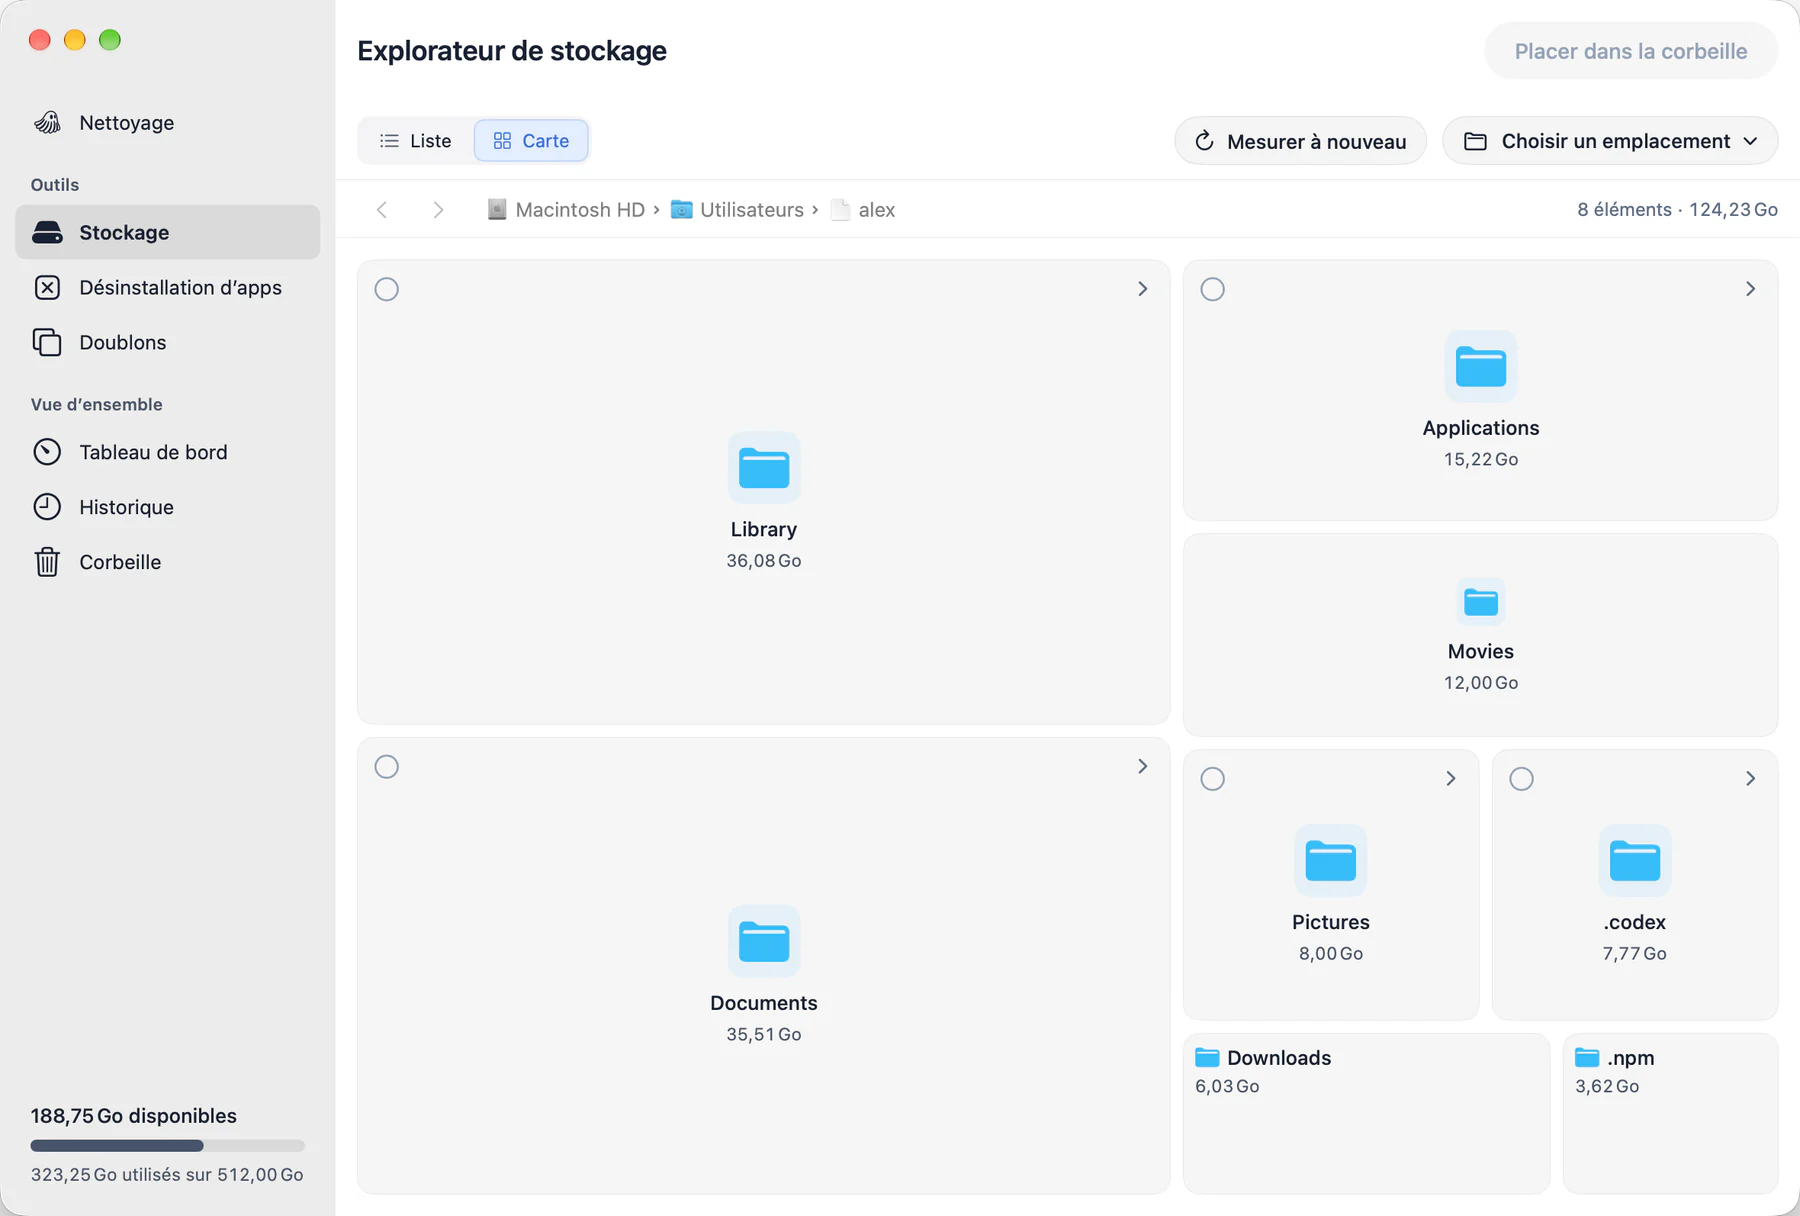 Explorateur de stockage
Placer dans la corbeille
Nettoyage
Outils
Stockage
Désinstallation d’apps
Doublons
Vue d’ensemble
Tableau de bord
Historique
Corbeille
188,75 Go disponibles
323,25 Go utilisés sur 512,00 Go
Liste
Carte
Mesurer à nouveau
Choisir un emplacement
Macintosh HD › Utilisateurs › alex
8 éléments · 124,23 Go
Library
36,08 Go
Documents
35,51 Go
Applications
15,22 Go
Movies
12,00 Go
Pictures
8,00 Go
.codex
7,77 Go
Downloads
6,03 Go
.npm
3,62 Go